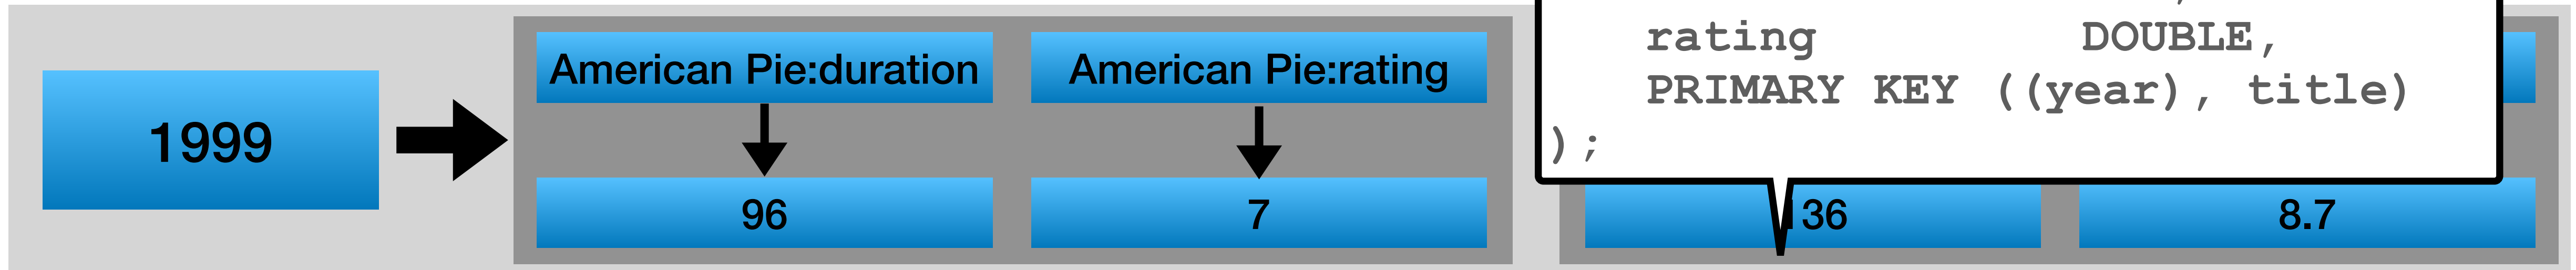 1999
American Pie:duration
American Pie:rating
96
7
rating DOUBLE,
PRIMARY KEY ((year), title)
);
36
8.7